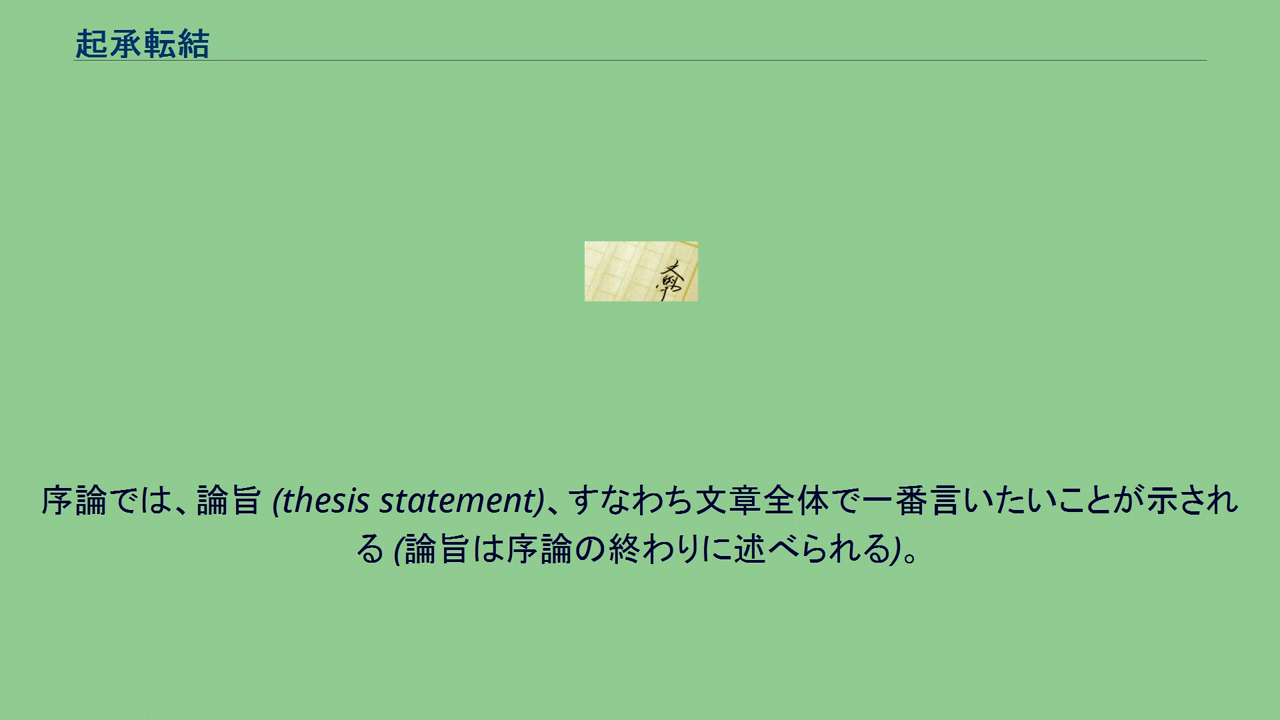 起承転結
序論では、論旨 (thesis statement)、すなわち文章全体で一番言いたいことが示され
る (論旨は序論の終わりに述べられる)。